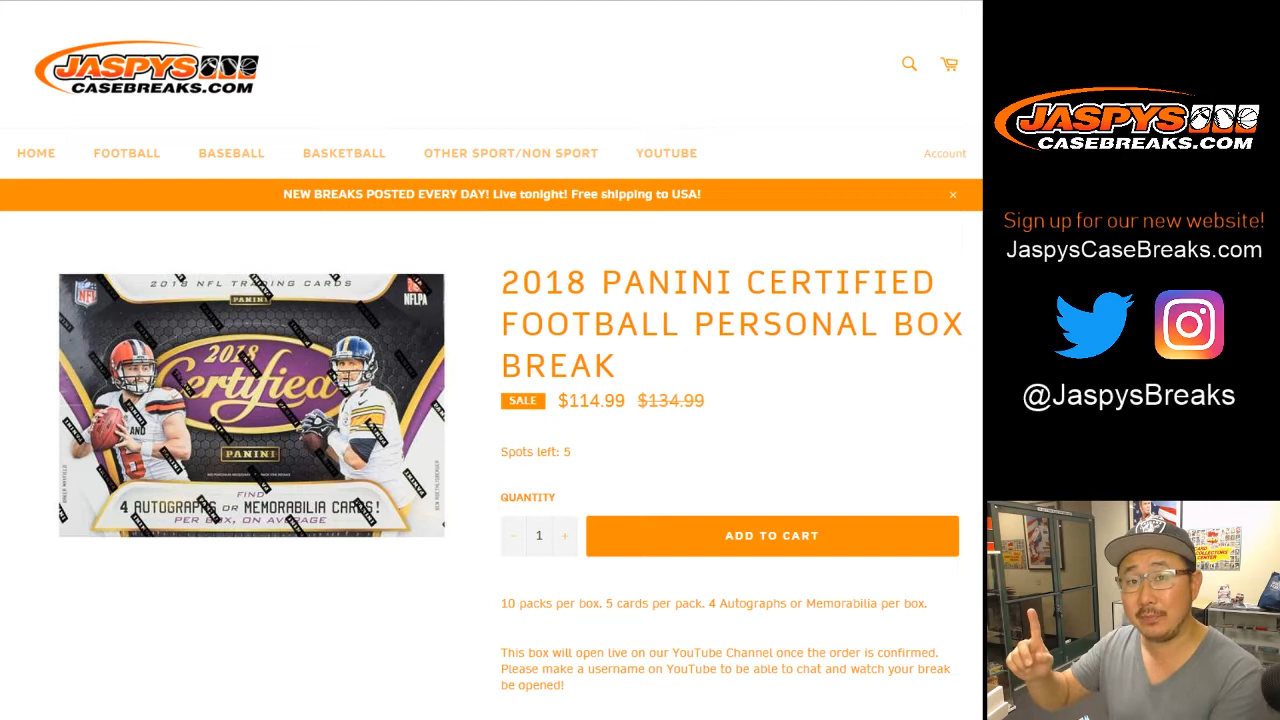 JASPYS
CASEBREAKS.COM
HOME FOOTBALL BASEBALL BASKETBALL OTHER SPORT/NON SPORT YOUTUBE Account
NEW BREAKS POSTED EVERY DAY! Live tonight! Free shipping to USA! ×
2018 NFL TRADING CARDS
PANINI
NFL
NFLPA
2018
Certified
PANINI
FIND
4 AUTOGRAPHS OR MEMORABILIA CARDS!
PER BOX, ON AVERAGE
2018 PANINI CERTIFIED
FOOTBALL PERSONAL BOX
BREAK
SALE $114.99 $134.99
Spots left: 5
QUANTITY
- 1 + ADD TO CART
10 packs per box. 5 cards per pack. 4 Autographs or Memorabilia per box.
This box will open live on our YouTube Channel once the order is confirmed.
Please make a username on YouTube to be able to chat and watch your break
be opened!
JASPYS
CASEBREAKS.COM
Sign up for our new website!
JaspysCaseBreaks.com
@JaspysBreaks